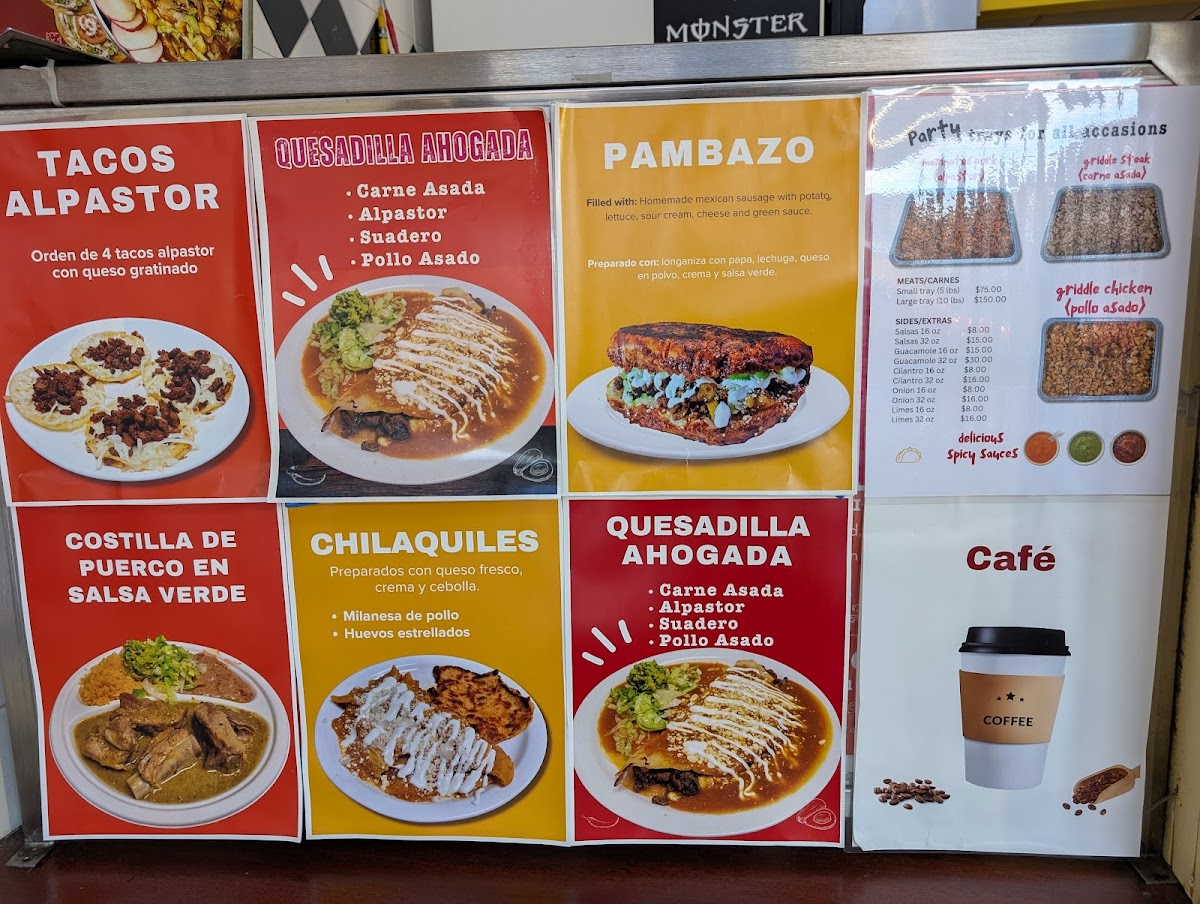 MONSTER
TACOS
ALPASTOR
Orden de 4 tacos alpastor
con queso gratinado
QUESADILLA AHOGADA
• Carne Asada
• Alpastor
• Suadero
• Pollo Asado
PAMBAZO
Filled with: Homemade mexican sausage with potato,
lettuce, sour cream, cheese and green sauce.
Preparado con: longaniza con papa, lechuga, queso
en polvo, crema y salsa verde.
Party trays for all accasions
griddle steak
(carne asada)
MEATS/CARNES
Small tray (5 lbs) $75.00
Large tray (10 lbs) $150.00
griddle chicken
(pollo asado)
SIDES/EXTRAS
Salsas 16 oz $8.00
Salsas 32 oz $15.00
Guacamole 16 oz $15.00
Guacamole 32 oz $30.00
Cilantro 16 oz $8.00
Cilantro 32 oz $16.00
Onion 16 oz $8.00
Onion 32 oz $16.00
Limes 16 oz $8.00
Limes 32 oz $16.00
delicious
spicy sauces
COSTILLA DE
PUERCO EN
SALSA VERDE
CHILAQUILES
Preparados con queso fresco,
crema y cebolla.
• Milanesa de pollo
• Huevos estrellados
QUESADILLA
AHOGADA
• Carne Asada
• Alpastor
• Suadero
• Pollo Asado
Café
COFFEE